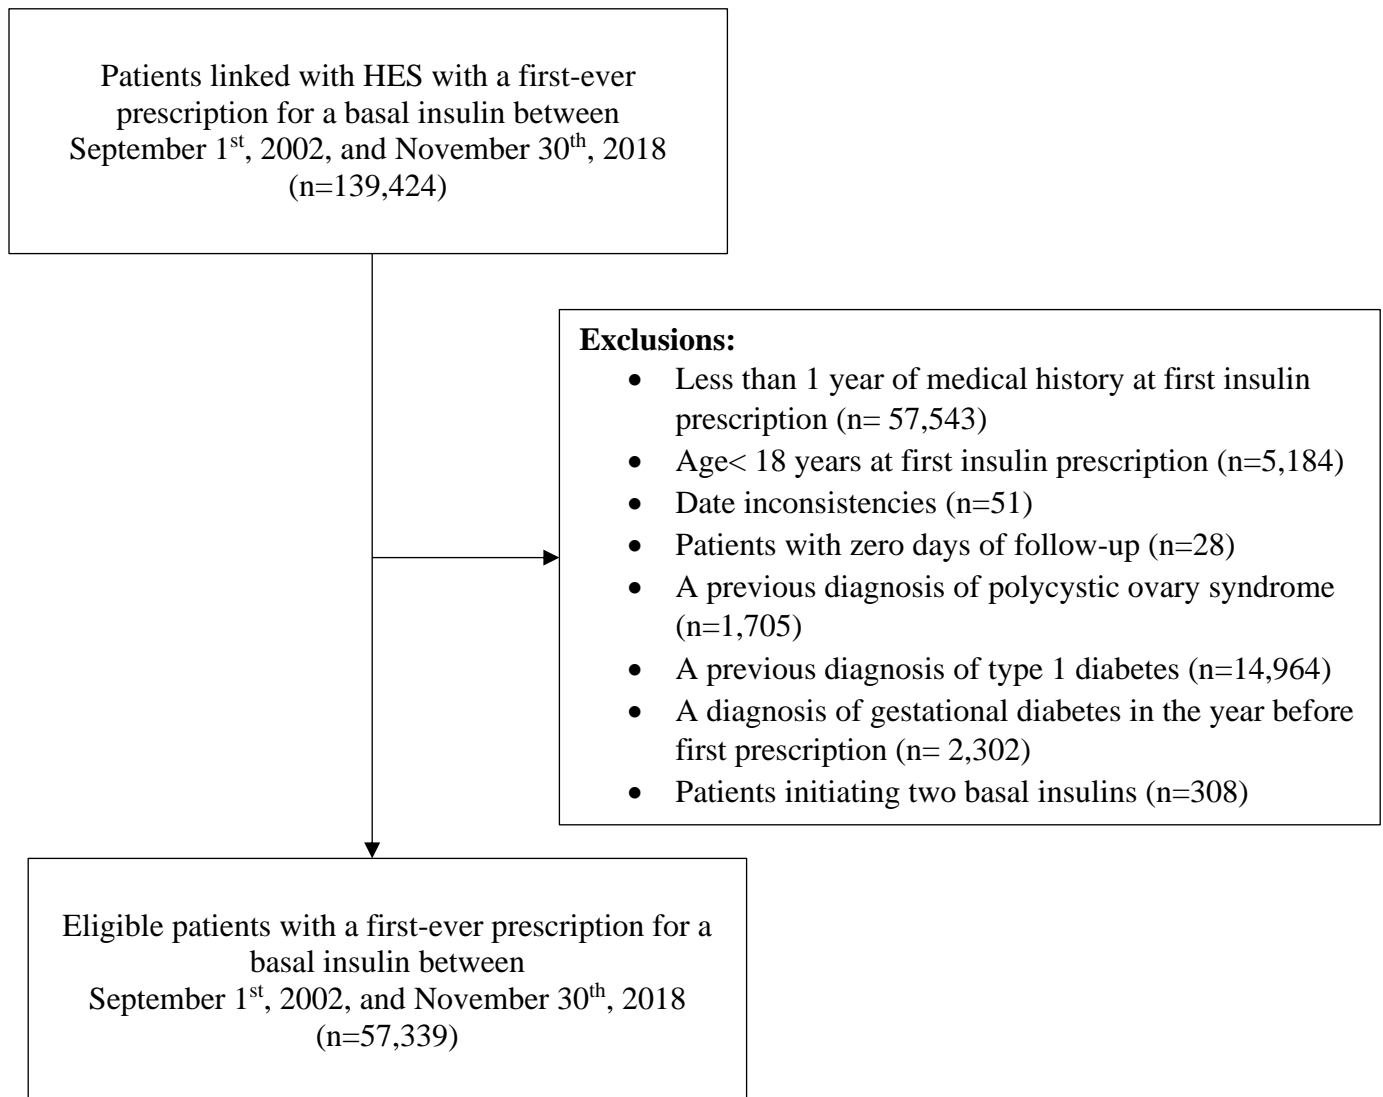 Patients linked with HES with a first-ever
prescription for a basal insulin between
September 1st, 2002, and November 30th, 2018
(n=139,424)
Exclusions:
• Less than 1 year of medical history at first insulin
prescription (n= 57,543)
• Age< 18 years at first insulin prescription (n=5,184)
• Date inconsistencies (n=51)
• Patients with zero days of follow-up (n=28)
• A previous diagnosis of polycystic ovary syndrome
(n=1,705)
• A previous diagnosis of type 1 diabetes (n=14,964)
• A diagnosis of gestational diabetes in the year before
first prescription (n= 2,302)
• Patients initiating two basal insulins (n=308)
Eligible patients with a first-ever prescription for a
basal insulin between
September 1st, 2002, and November 30th, 2018
(n=57,339)